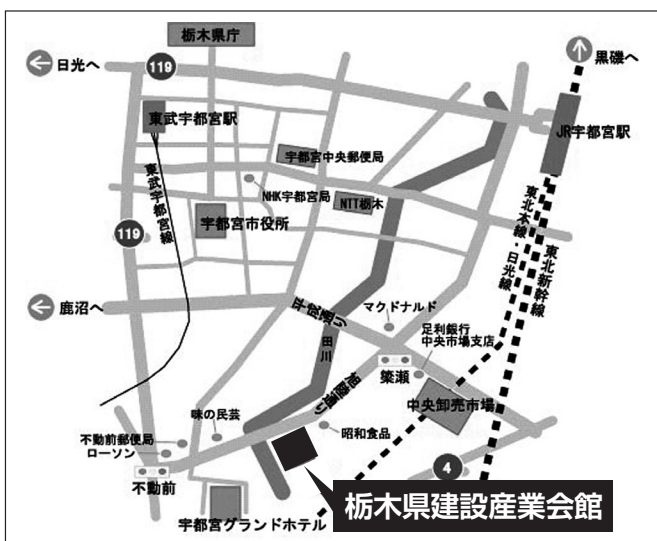 栃木県庁
日光へ
119
黒磯へ
東武宇都宮駅
JR宇都宮駅
宇都宮中央郵便局
東武宇都宮線
NHK宇都宮局
NTT栃木
宇都宮市役所
119
東北本線・日光線
東北新幹線
鹿沼へ
平成通り
マクドナルド
田川
足利銀行
中央市場支店
簗瀬
旭陵通り
中央卸売市場
味の民芸
昭和食品
不動前郵便局
ローソン
不動前
4
宇都宮グランドホテル
栃木県建設産業会館